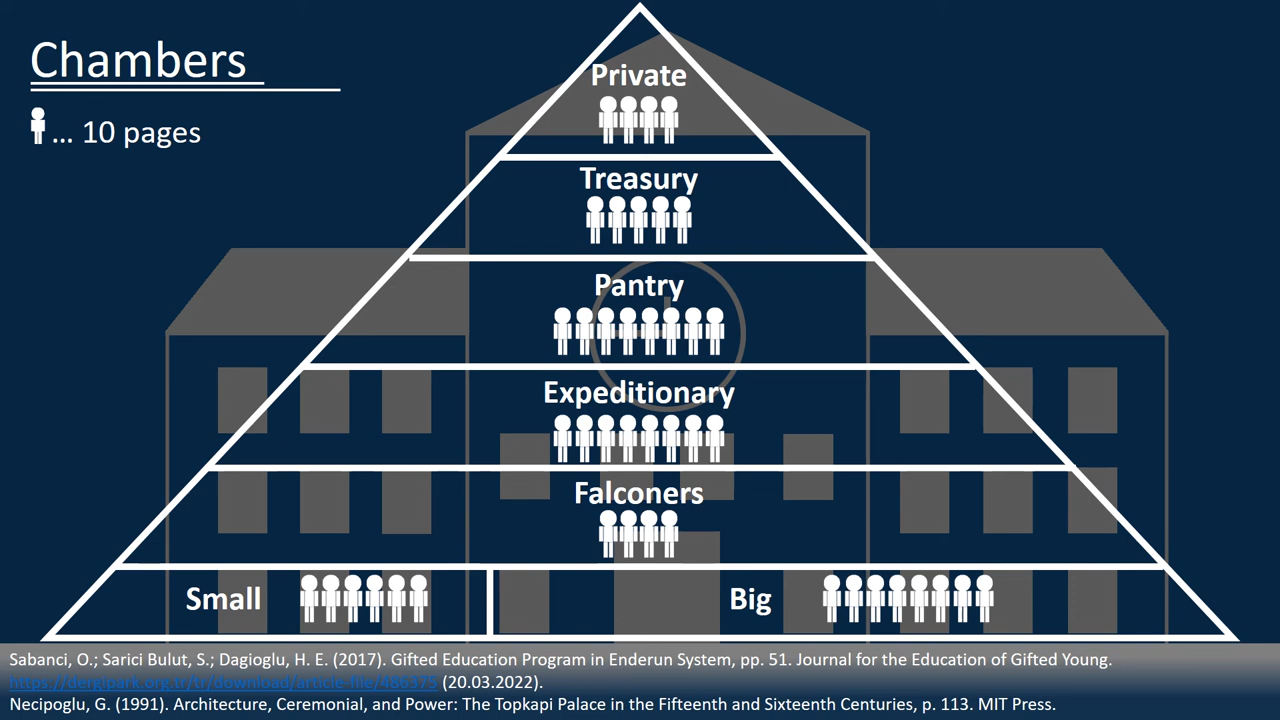 Chambers
... 10 pages
Private
Treasury
Pantry
Expeditionary
Falconers
Small
Big
Sabanci, O.; Sarici Bulut, S.; Dagioglu, H. E. (2017). Gifted Education Program in Enderun System, pp. 51. Journal for the Education of Gifted Young.
https://dergipark.org.tr/tr/download/article-file/486375 (20.03.2022).
Necipoglu, G. (1991). Architecture, Ceremonial, and Power: The Topkapi Palace in the Fifteenth and Sixteenth Centuries, p. 113. MIT Press.